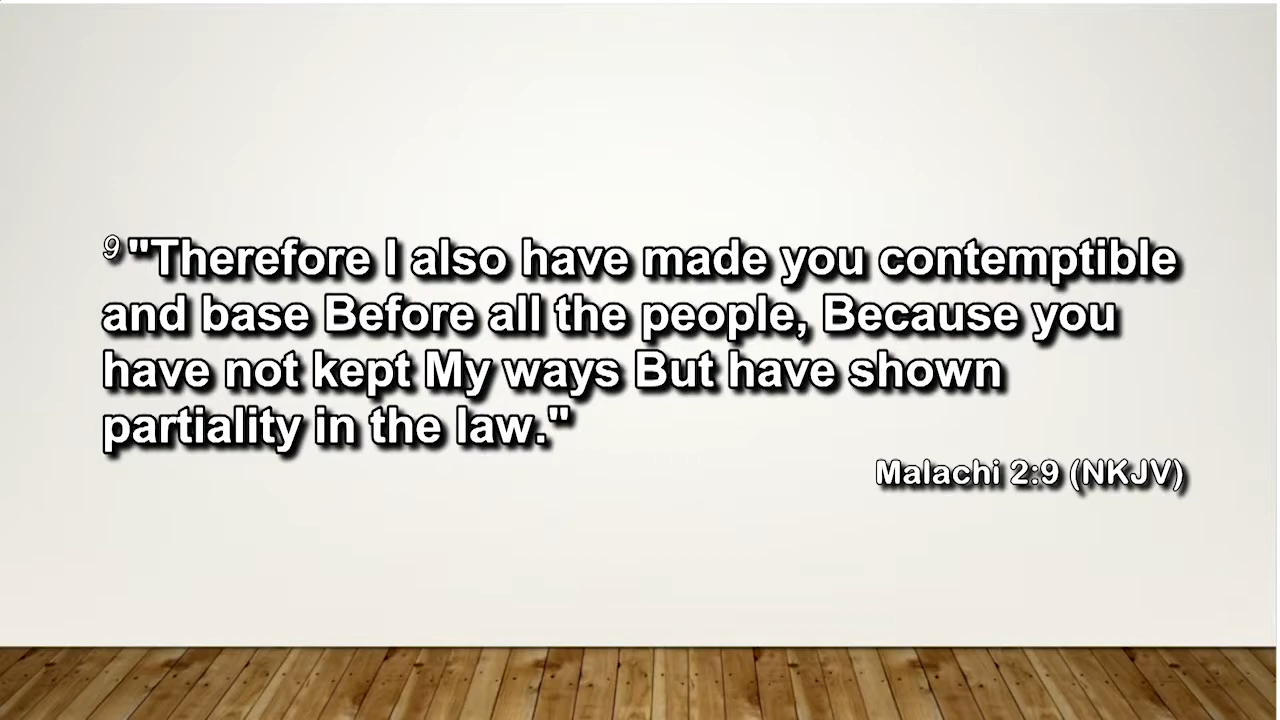 9 "Therefore I also have made you contemptible
and base Before all the people, Because you
have not kept My ways But have shown
partiality in the law."
Malachi 2:9 (NKJV)